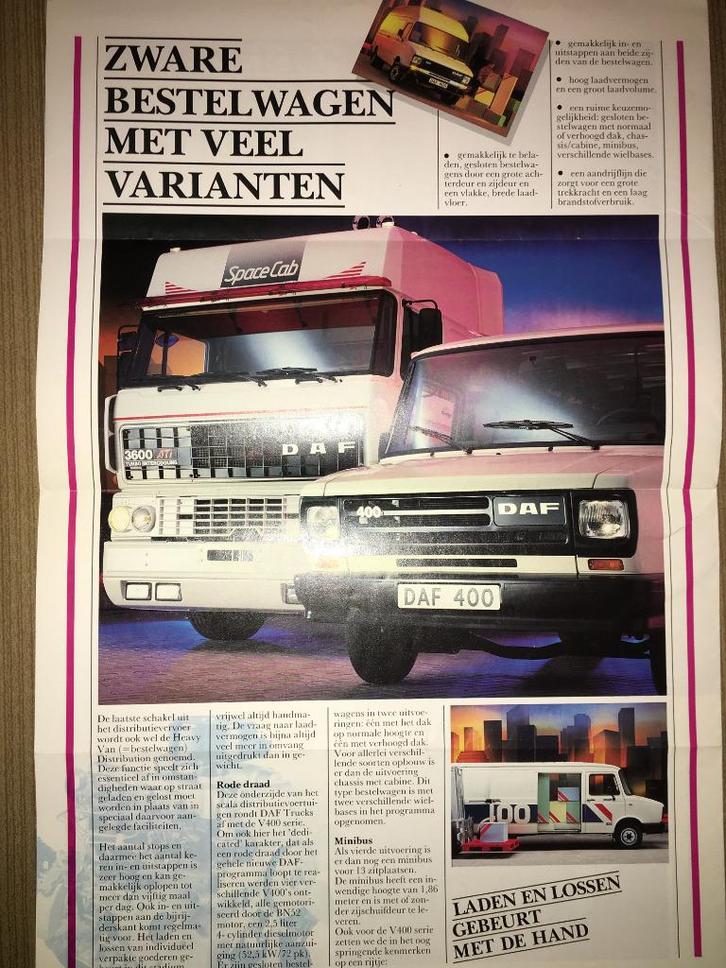 ZWARE
BESTELWAGEN
MET VEEL
VARIANTEN
● gemakkelijk te bela-
den, gesloten bestelwa-
gens door een grote ach-
terdeur en zijdeur en
een vlakke, brede laad-
vloer.
● gemakkelijk in- en
uitstappen aan beide zij-
den van de bestelwagen.
● hoog laadvermogen
en een groot laadvolume.
● een ruime keuzemo-
gelijkheid: gesloten be-
stelwagen met normaal
of verhoogd dak, chas-
sis/cabine, minibus,
verschillende wielbases.
● een aandrijflijn die
zorgt voor een grote
trekkracht en een laag
brandstofverbruik.
Space Cab
3600 ATi
TURBO INTERCOOLING
DAF
400
DAF
DAF 400
De laatste schakel uit
het distributievervoer
wordt ook wel de Heavy
Van (=bestelwagen)
Distribution genoemd.
Deze functie speelt zich
essentieel af in omstan-
digheden waar op straat
geladen en gelost moet
worden in plaats van in
speciaal daarvoor aan-
gelegde faciliteiten.
Het aantal stops en
daarmee het aantal ke-
ren in- en uitstappen is
zeer hoog en kan ge-
makkelijk oplopen tot
meer dan vijftig maal
per dag. Ook in- en uit-
stappen aan de bijrij-
derskant komt regelma-
tig voor. Het laden en
lossen van individueel
verpakte goederen ge-
beurt in dit stadium
vrijwel altijd handma-
tig. De vraag naar laad-
vermogen is bijna altijd
veel meer in omvang
uitgedrukt dan in ge-
wicht.
Rode draad
Deze onderzijde van het
scala distributievoertui-
gen rondt DAF Trucks
af met de V400 serie.
Om ook hier het 'dedi-
cated' karakter, dat als
een rode draad door het
gehele nieuwe DAF-
programma loopt te rea-
liseren werden vier ver-
schillende V400's ont-
wikkeld, alle gemotori-
seerd door de BN52
motor, een 2,5 liter
4- cylinder dieselmotor
met natuurlijke aanzui-
ging (52,5 kW/72 pk).
Er zijn gesloten bestel-
wagens in twee uitvoe-
ringen: één met het dak
op normale hoogte en
één met verhoogd dak.
Voor allerlei verschil-
lende soorten opbouw is
er dan de uitvoering
chassis met cabine. Dit
type bestelwagen is met
twee verschillende wiel-
bases in het programma
opgenomen.
Minibus
Als vierde uitvoering is
er dan nog een minibus
voor 13 zitplaatsen.
De minibus heeft een in-
wendige hoogte van 1,86
meter en is met of zon-
der zijschuifdeur te le-
veren.
Ook voor de V400 serie
zetten we de in het oog
springende kenmerken
op een rijtje:
400
LADEN EN LOSSEN
GEBEURT
MET DE HAND